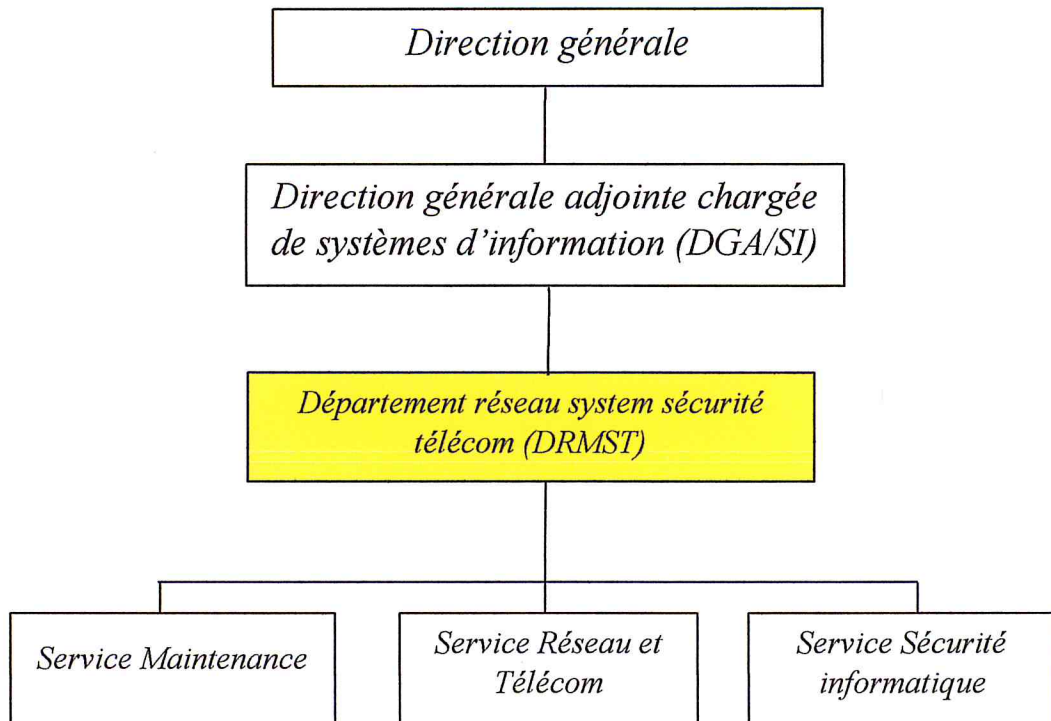 Direction générale
Direction générale adjointe chargée
de systèmes d'information (DGA/SI)
Département réseau system sécurité
télécom (DRMST)
Service Maintenance
Service Réseau et
Télécom
Service Sécurité
informatique